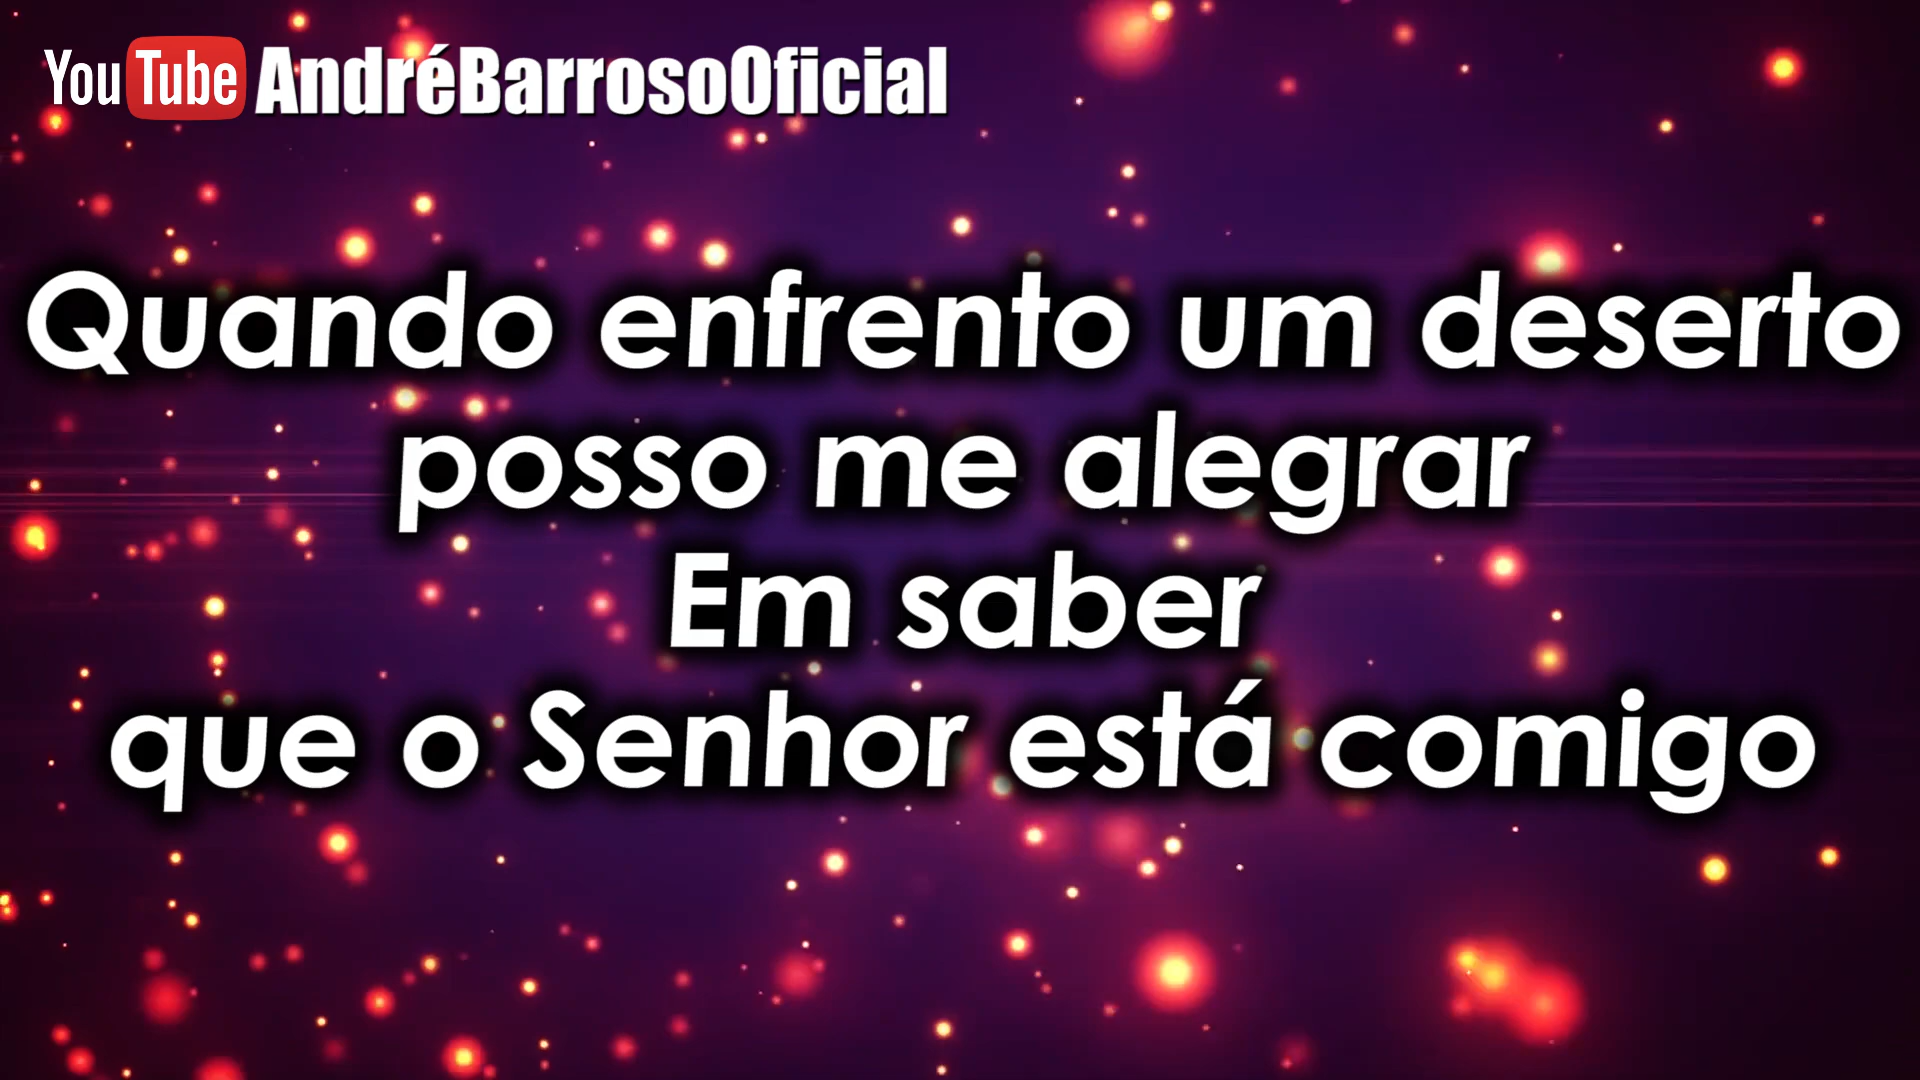 YouTube AndréBarrosoOficial
Quando enfrento um deserto
posso me alegrar
Em saber
que o Senhor está comigo